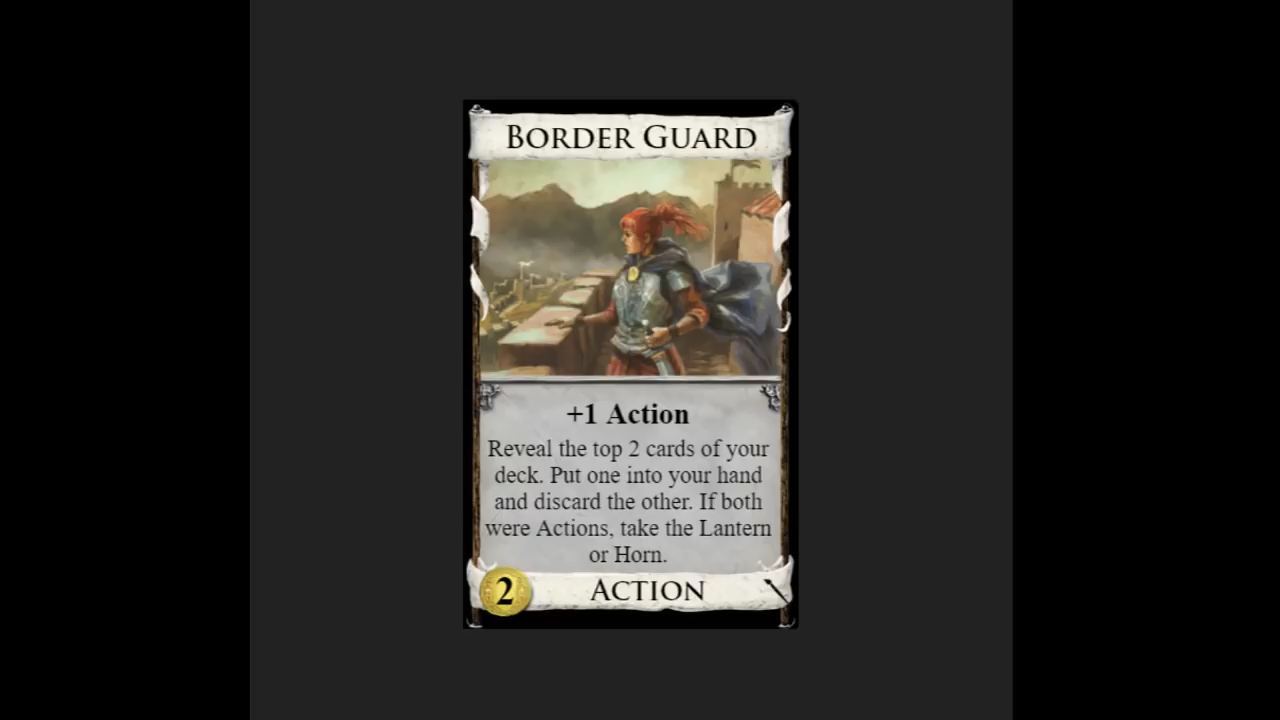 BORDER GUARD
+1 Action
Reveal the top 2 cards of your
deck. Put one into your hand
and discard the other. If both
were Actions, take the Lantern
or Horn.
2 ACTION